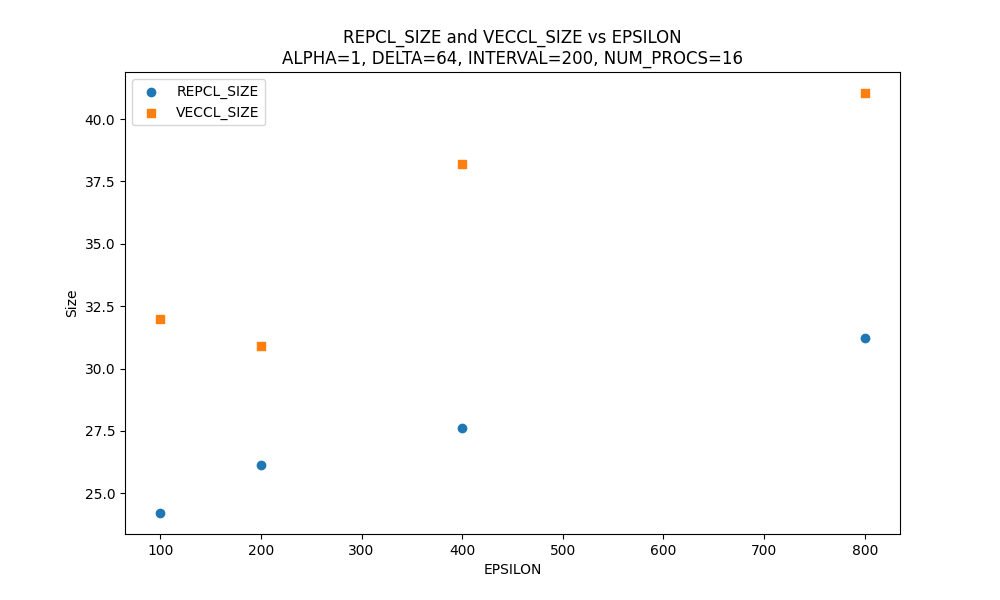 REPCL_SIZE and VECCL_SIZE vs EPSILON
ALPHA=1, DELTA=64, INTERVAL=200, NUM_PROCS=16
REPCL_SIZE
VECCL_SIZE
40.0
37.5
35.0
32.5
30.0
27.5
25.0
Size
100 200 300 400 500 600 700 800
EPSILON